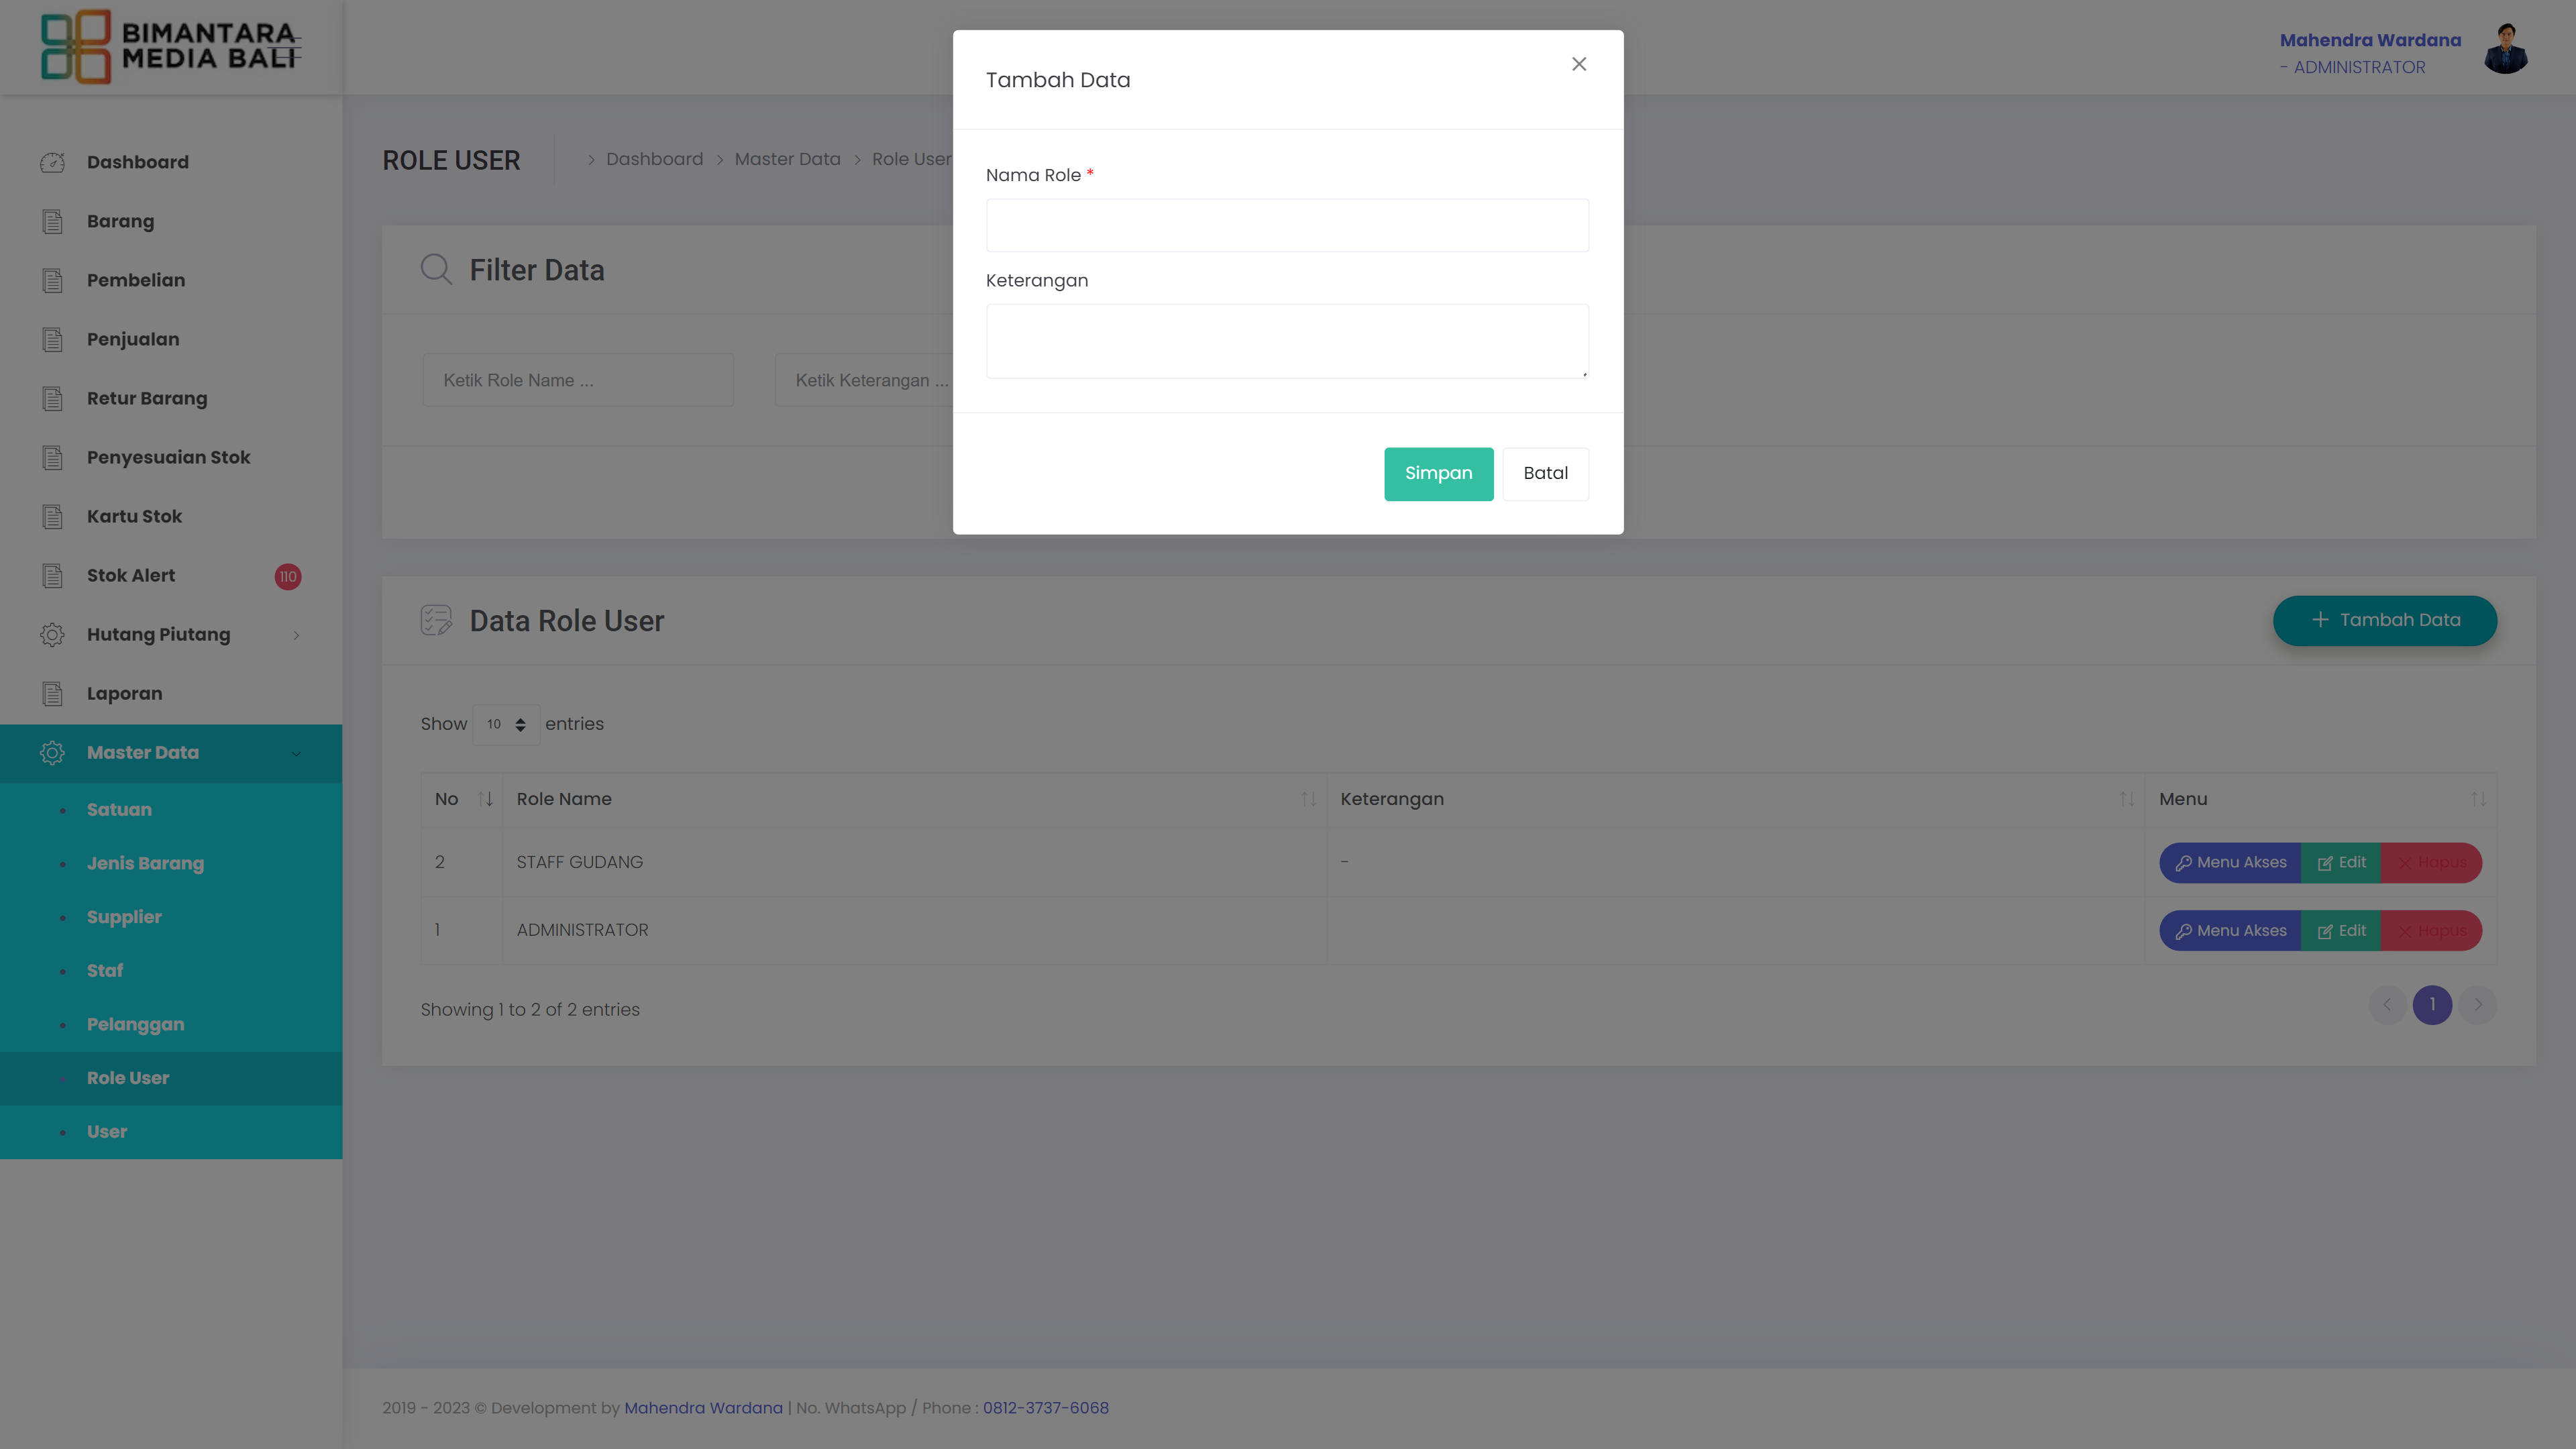 BIMANTARA
MEDIA BALI
Mahendra Wardana
- ADMINISTRATOR
Dashboard
Barang
Pembelian
Penjualan
Retur Barang
Penyesuaian Stok
Kartu Stok
Stok Alert 110
Hutang Piutang
Laporan
Master Data
Satuan
Jenis Barang
Supplier
Staf
Pelanggan
Role User
User
ROLE USER > Dashboard > Master Data > Role User
Filter Data
Ketik Role Name ... Ketik Keterangan ...
Tambah Data
Nama Role *
Keterangan
Simpan Batal
Data Role User
+ Tambah Data
Show 10 entries
No Role Name Keterangan Menu
2 STAFF GUDANG - Menu Akses Edit Hapus
1 ADMINISTRATOR Menu Akses Edit Hapus
Showing 1 to 2 of 2 entries
1
2019 - 2023 © Development by Mahendra Wardana | No. WhatsApp / Phone : 0812-3737-6068